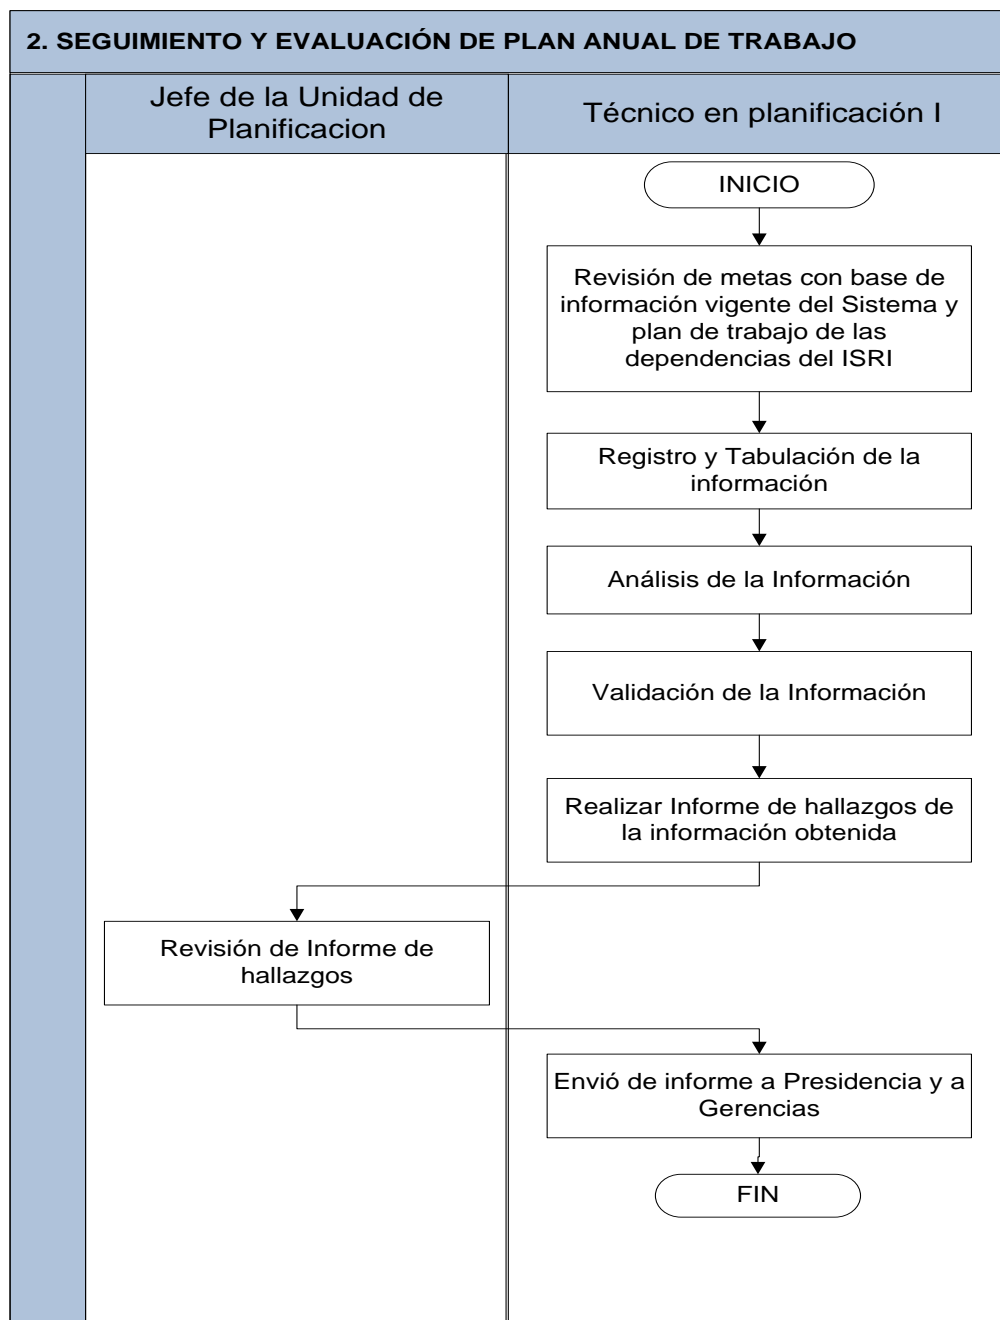 2. SEGUIMIENTO Y EVALUACIÓN DE PLAN ANUAL DE TRABAJO
Jefe de la Unidad de
Planificacion
Técnico en planificación I
INICIO
Revisión de metas con base de
información vigente del Sistema y
plan de trabajo de las
dependencias del ISRI
Registro y Tabulación de la
información
Análisis de la Información
Validación de la Información
Realizar Informe de hallazgos de
la información obtenida
Revisión de Informe de
hallazgos
Envió de informe a Presidencia y a
Gerencias
FIN